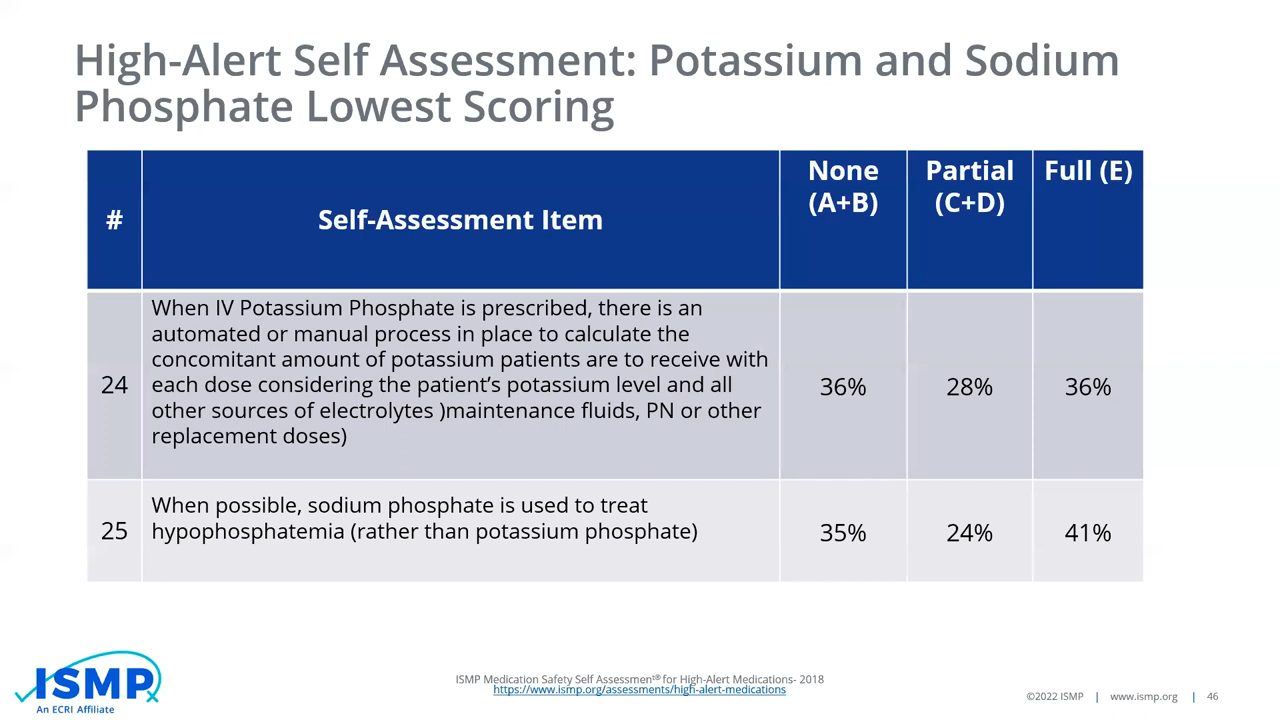 High-Alert Self Assessment: Potassium and Sodium
Phosphate Lowest Scoring
#
Self-Assessment Item
None
(A+B)
Partial
(C+D)
Full (E)
24
When IV Potassium Phosphate is prescribed, there is an
automated or manual process in place to calculate the
concomitant amount of potassium patients are to receive with
each dose considering the patient’s potassium level and all
other sources of electrolytes )maintenance fluids, PN or other
replacement doses)
36%
28%
36%
25
When possible, sodium phosphate is used to treat
hypophosphatemia (rather than potassium phosphate)
35%
24%
41%
ISMP
An ECRI Affiliate
ISMP Medication Safety Self Assessmentt® for High-Alert Medications- 2018
https://www.ismp.org/assessments/high-alert-medications
©2022 ISMP | www.ismp.org | 46